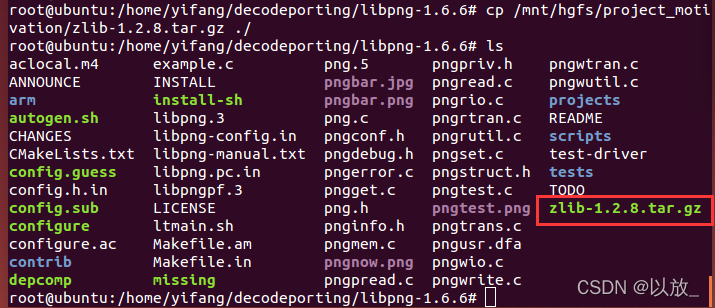 root@ubuntu:/home/yifang/decodeporting/libpng-1.6.6# cp /mnt/hgfs/project_moti
vation/zlib-1.2.8.tar.gz ./
root@ubuntu:/home/yifang/decodeporting/libpng-1.6.6# ls
aclocal.m4 example.c png.5 pngpriv.h pngwtran.c
ANNOUNCE INSTALL pngbar.jpg pngread.c pngwutil.c
arm install-sh pngbar.png pngrio.c projects
autogen.sh libpng.3 png.c pngrtran.c README
CHANGES libpng-config.in pngconf.h pngrutil.c scripts
CMakeLists.txt libpng-manual.txt pngdebug.h pngset.c test-driver
config.guess libpng.pc.in pngerror.c pngstruct.h tests
config.h.in libpngpf.3 pngget.c pngtest.c TODO
config.sub LICENSE png.h pngtest.png zlib-1.2.8.tar.gz
configure ltmain.sh pnginfo.h pngtrans.c
configure.ac Makefile.am pngmem.c pngusr.dfa
contrib Makefile.in pngnow.png pngwio.c
depcomp missing pngpread.c pngwrite.c
root@ubuntu:/home/yifang/decodeporting/libpng-1.6.6#
CSDN @以放_